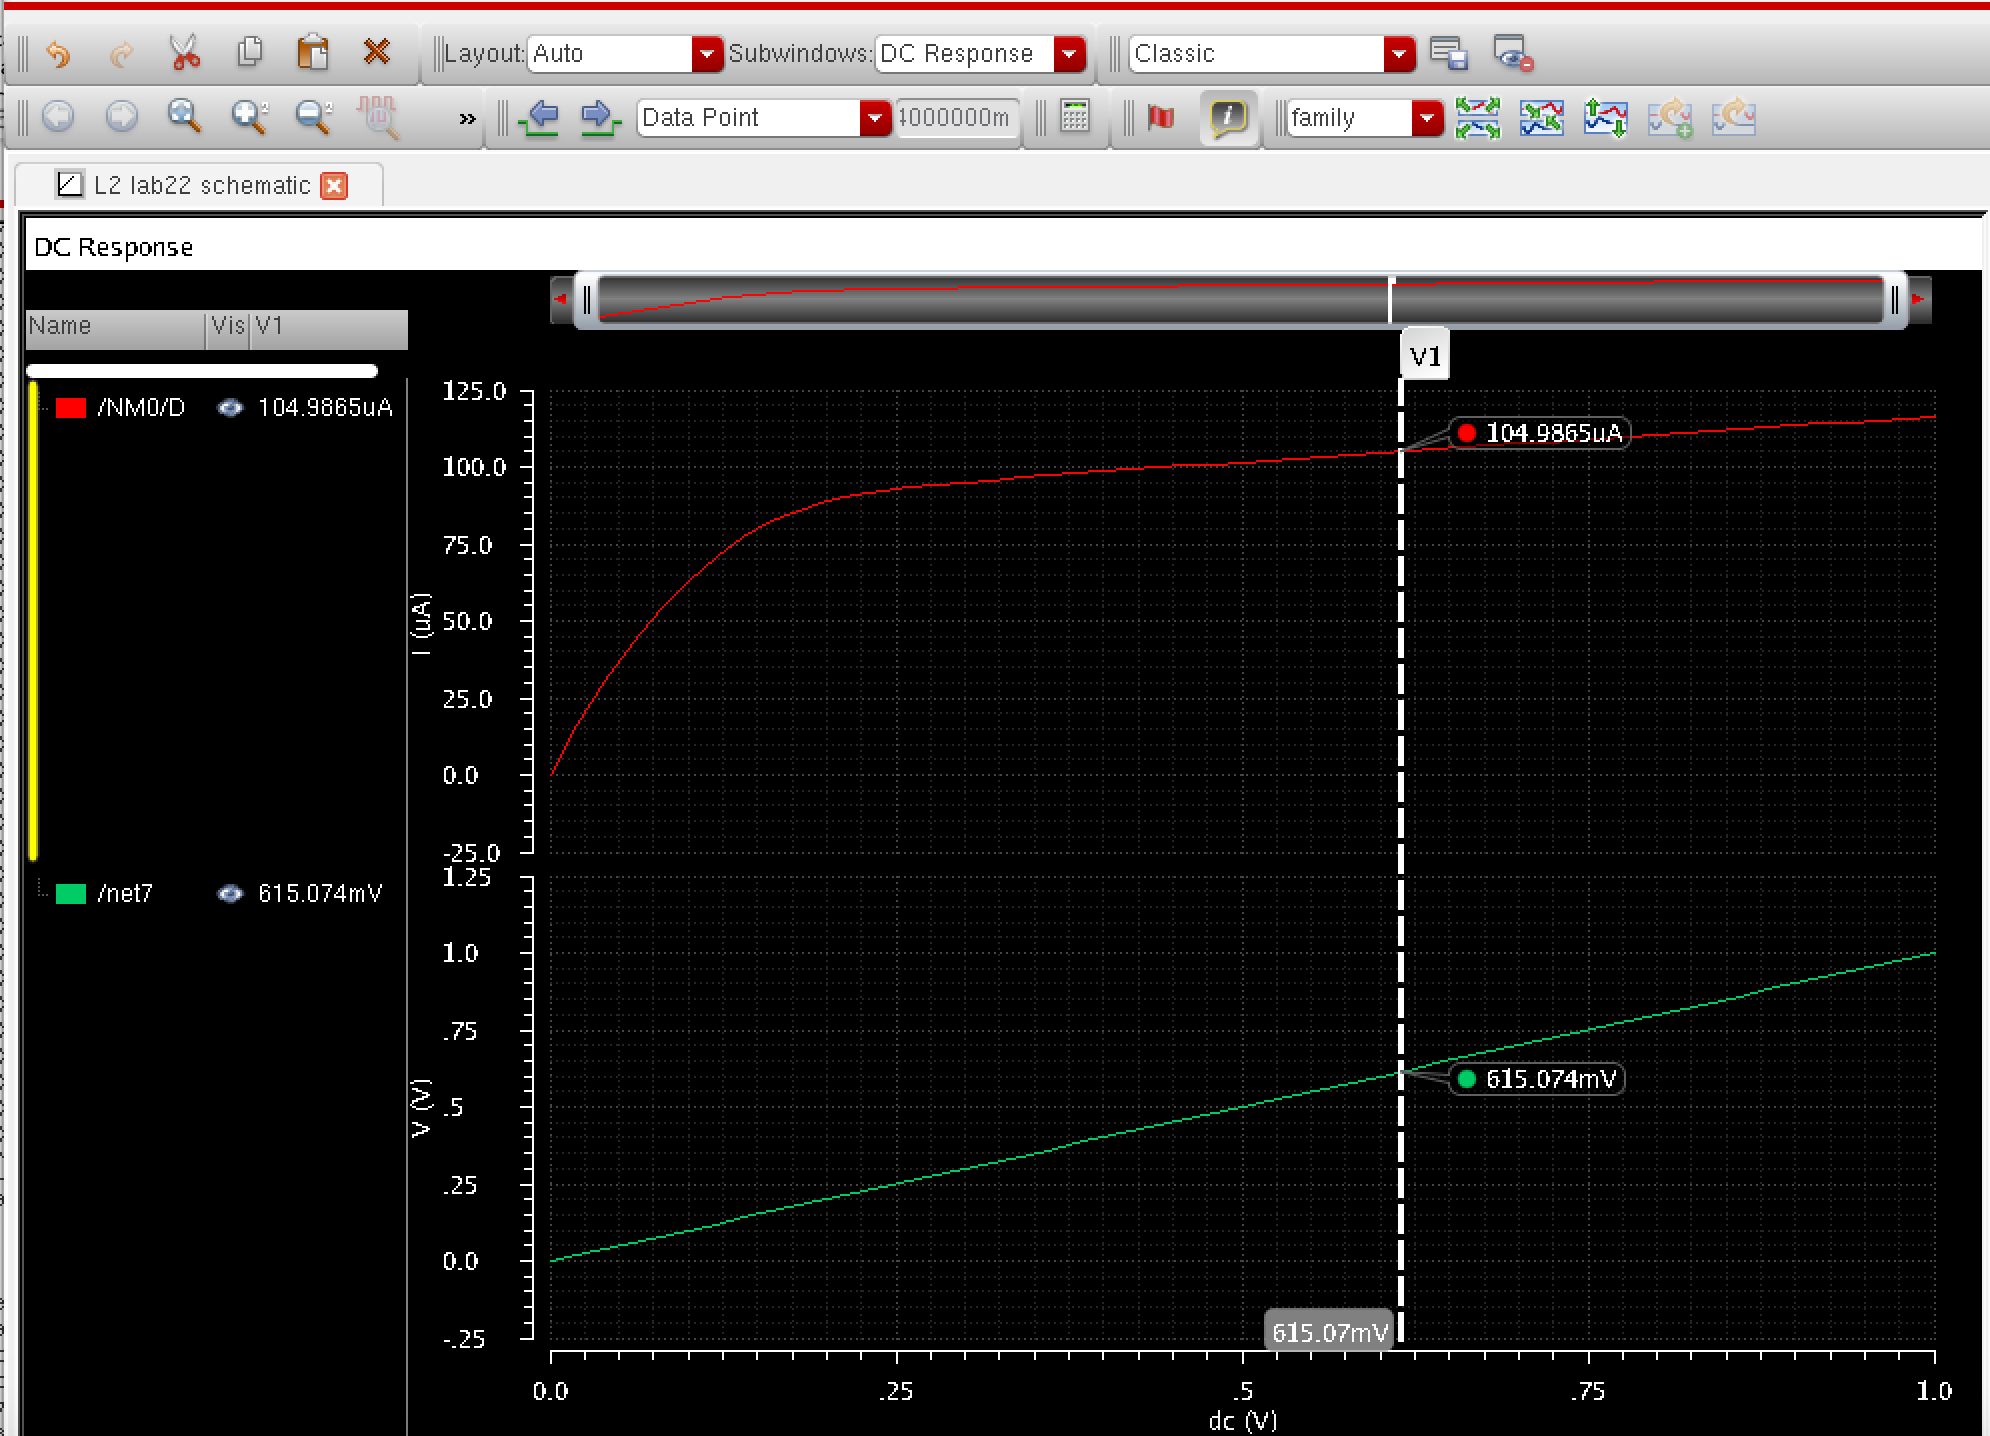 Layout: Auto Subwindows: DC Response Classic
» Data Point 000000m family
L2 lab22 schematic
DC Response
Name Vis V1
V1
/NM0/D 104.9865uA
104.9865uA
125.0
100.0
75.0
50.0
25.0
0.0
-25.0
I (uA)
/net7 615.074mV
615.074mV
1.25
1.0
.75
.5
.25
0.0
-.25
V (V)
615.07mV
0.0 .25 .5 .75 1.0
dc (V)